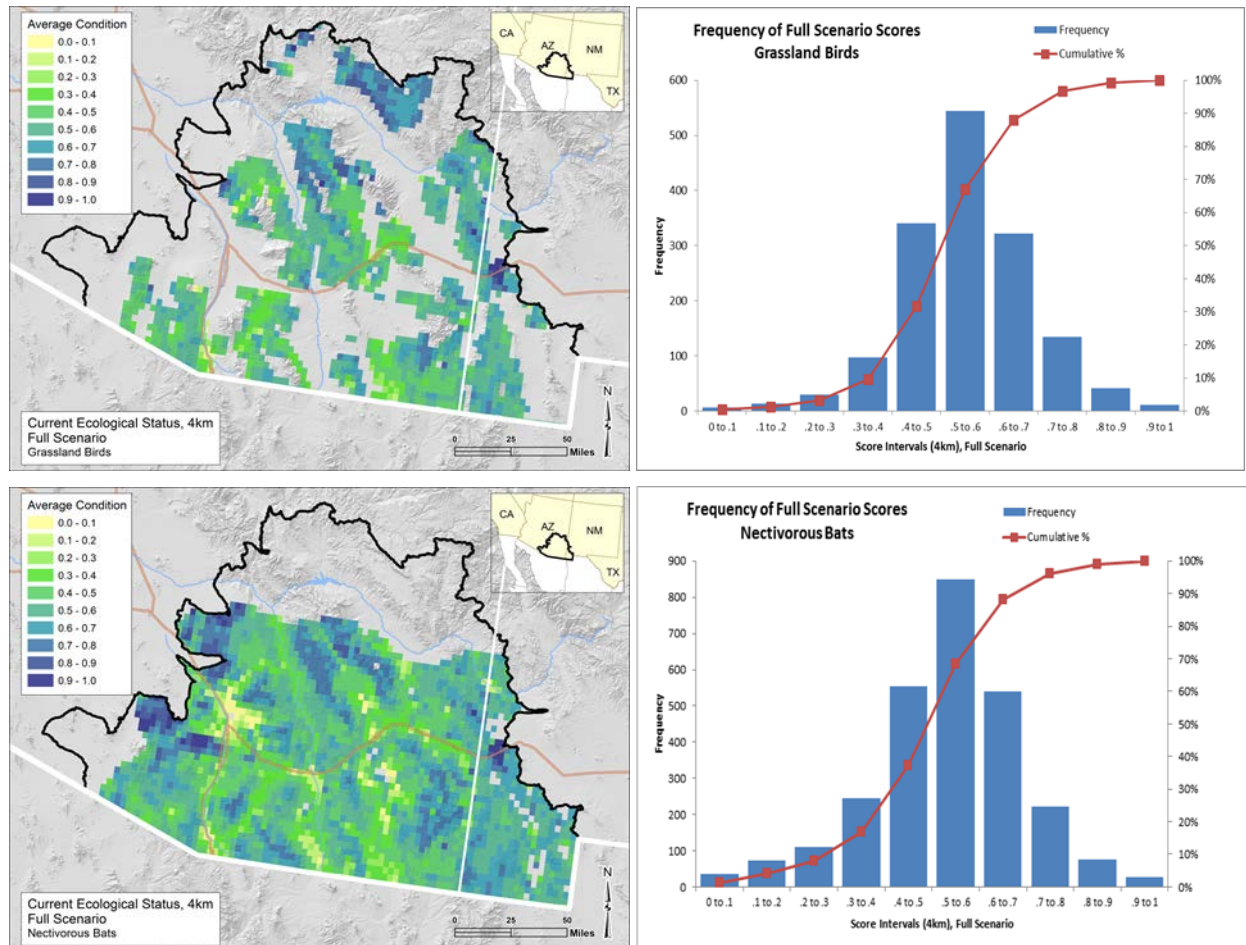 Average Condition
0.0 - 0.1
0.1 - 0.2
0.2 - 0.3
0.3 - 0.4
0.4 - 0.5
0.5 - 0.6
0.6 - 0.7
0.7 - 0.8
0.8 - 0.9
0.9 - 1.0
CA
AZ
NM
TX
N
0 25 50
Miles
Current Ecological Status, 4km
Full Scenario
Grassland Birds
Frequency of Full Scenario Scores
Grassland Birds
Frequency
Cumulative %
600
500
400
300
200
100
0
Frequency
100%
90%
80%
70%
60%
50%
40%
30%
20%
10%
0%
0 to .1 .1 to .2 .2 to .3 .3 to .4 .4 to .5 .5 to .6 .6 to .7 .7 to .8 .8 to .9 .9 to 1
Score Intervals (4km), Full Scenario
Average Condition
0.0 - 0.1
0.1 - 0.2
0.2 - 0.3
0.3 - 0.4
0.4 - 0.5
0.5 - 0.6
0.6 - 0.7
0.7 - 0.8
0.8 - 0.9
0.9 - 1.0
CA
AZ
NM
TX
N
0 25 50
Miles
Current Ecological Status, 4km
Full Scenario
Nectivorous Bats
Frequency of Full Scenario Scores
Nectivorous Bats
Frequency
Cumulative %
900
800
700
600
500
400
300
200
100
0
Frequency
100%
90%
80%
70%
60%
50%
40%
30%
20%
10%
0%
0 to .1 .1 to .2 .2 to .3 .3 to .4 .4 to .5 .5 to .6 .6 to .7 .7 to .8 .8 to .9 .9 to 1
Score Intervals (4km), Full Scenario